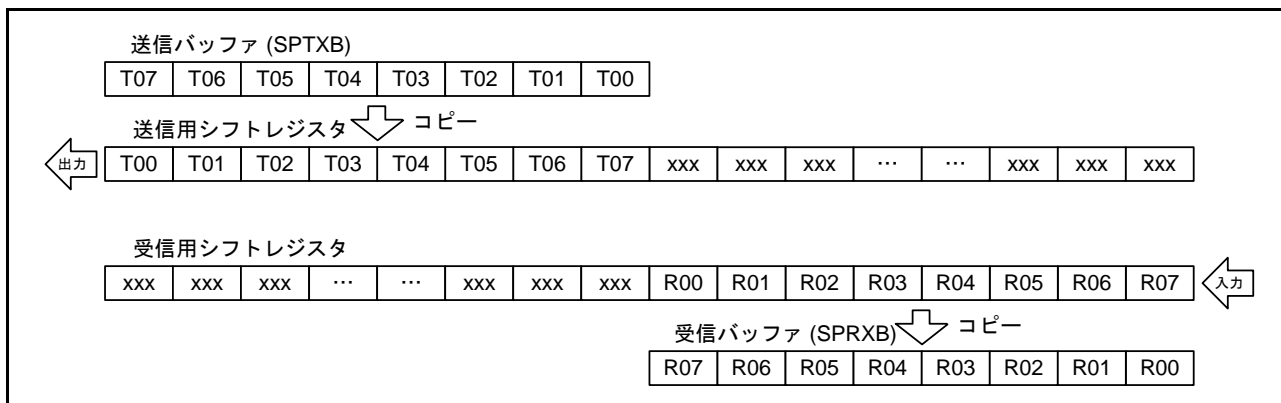 送信バッファ (SPTXB)
T07 T06 T05 T04 T03 T02 T01 T00
送信用シフトレジスタ コピー
出力 T00 T01 T02 T03 T04 T05 T06 T07 xxx xxx xxx … … xxx xxx xxx
受信用シフトレジスタ
xxx xxx xxx … … xxx xxx xxx R00 R01 R02 R03 R04 R05 R06 R07 入力
受信バッファ (SPRXB) コピー
R07 R06 R05 R04 R03 R02 R01 R00